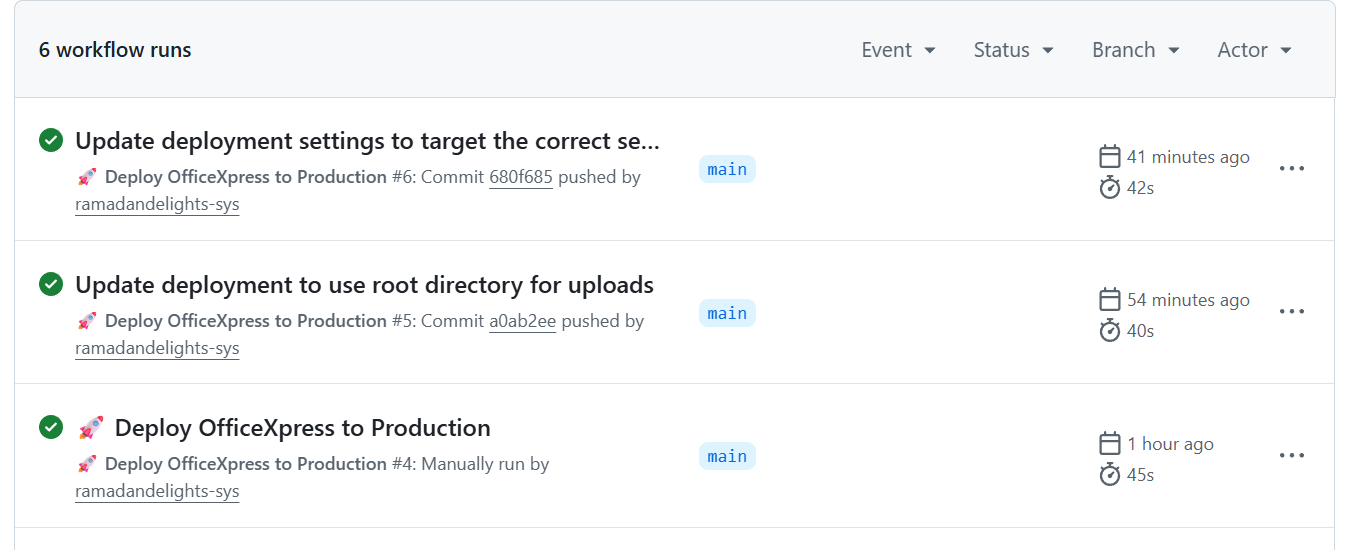 6 workflow runs Event Status Branch Actor
Update deployment settings to target the correct se...
🚀 Deploy OfficeXpress to Production #6: Commit 680f685 pushed by
ramadandelights-sys
main
41 minutes ago
42s
Update deployment to use root directory for uploads
🚀 Deploy OfficeXpress to Production #5: Commit a0ab2ee pushed by
ramadandelights-sys
main
54 minutes ago
40s
🚀 Deploy OfficeXpress to Production
🚀 Deploy OfficeXpress to Production #4: Manually run by
ramadandelights-sys
main
1 hour ago
45s